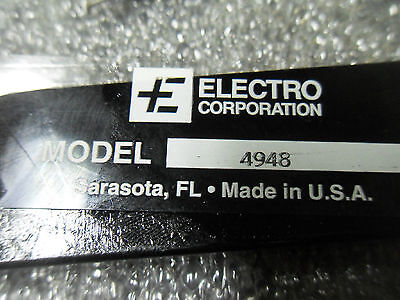 ELECTRO
CORPORATION
MODEL 4948
Sarasota, FL • Made in U.S.A.